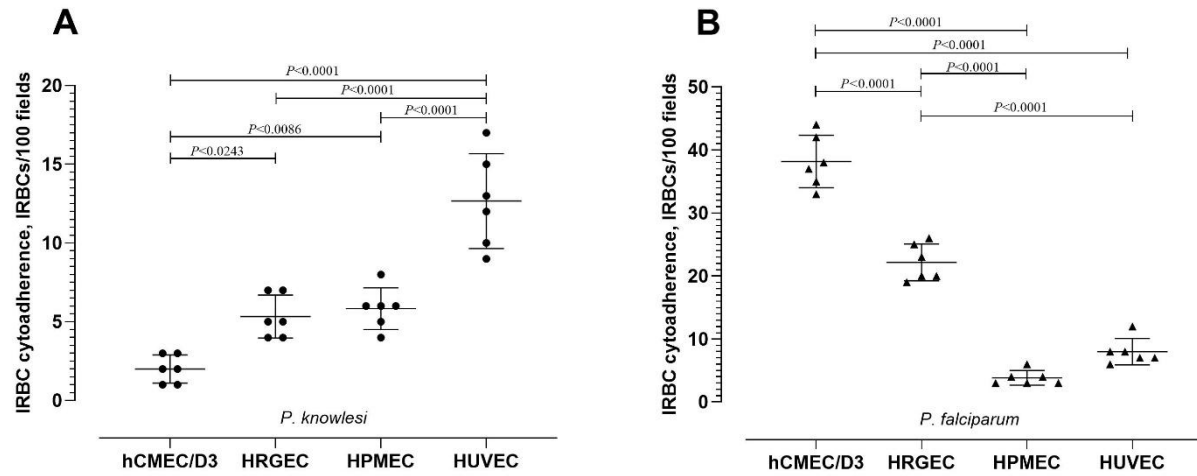 A
IRBC cytoadherence, IRBCs/100 fields
20
15
10
5
0
P<0.0001
P<0.0001
P<0.0001
P<0.0086
P<0.0243
P. knowlesi
hCMEC/D3 HRGEC HPMEC HUVEC
B
IRBC cytoadherence, IRBCs/100 fields
50
40
30
20
10
0
P<0.0001
P<0.0001
P<0.0001
P<0.0001
P<0.0001
P. falciparum
hCMEC/D3 HRGEC HPMEC HUVEC